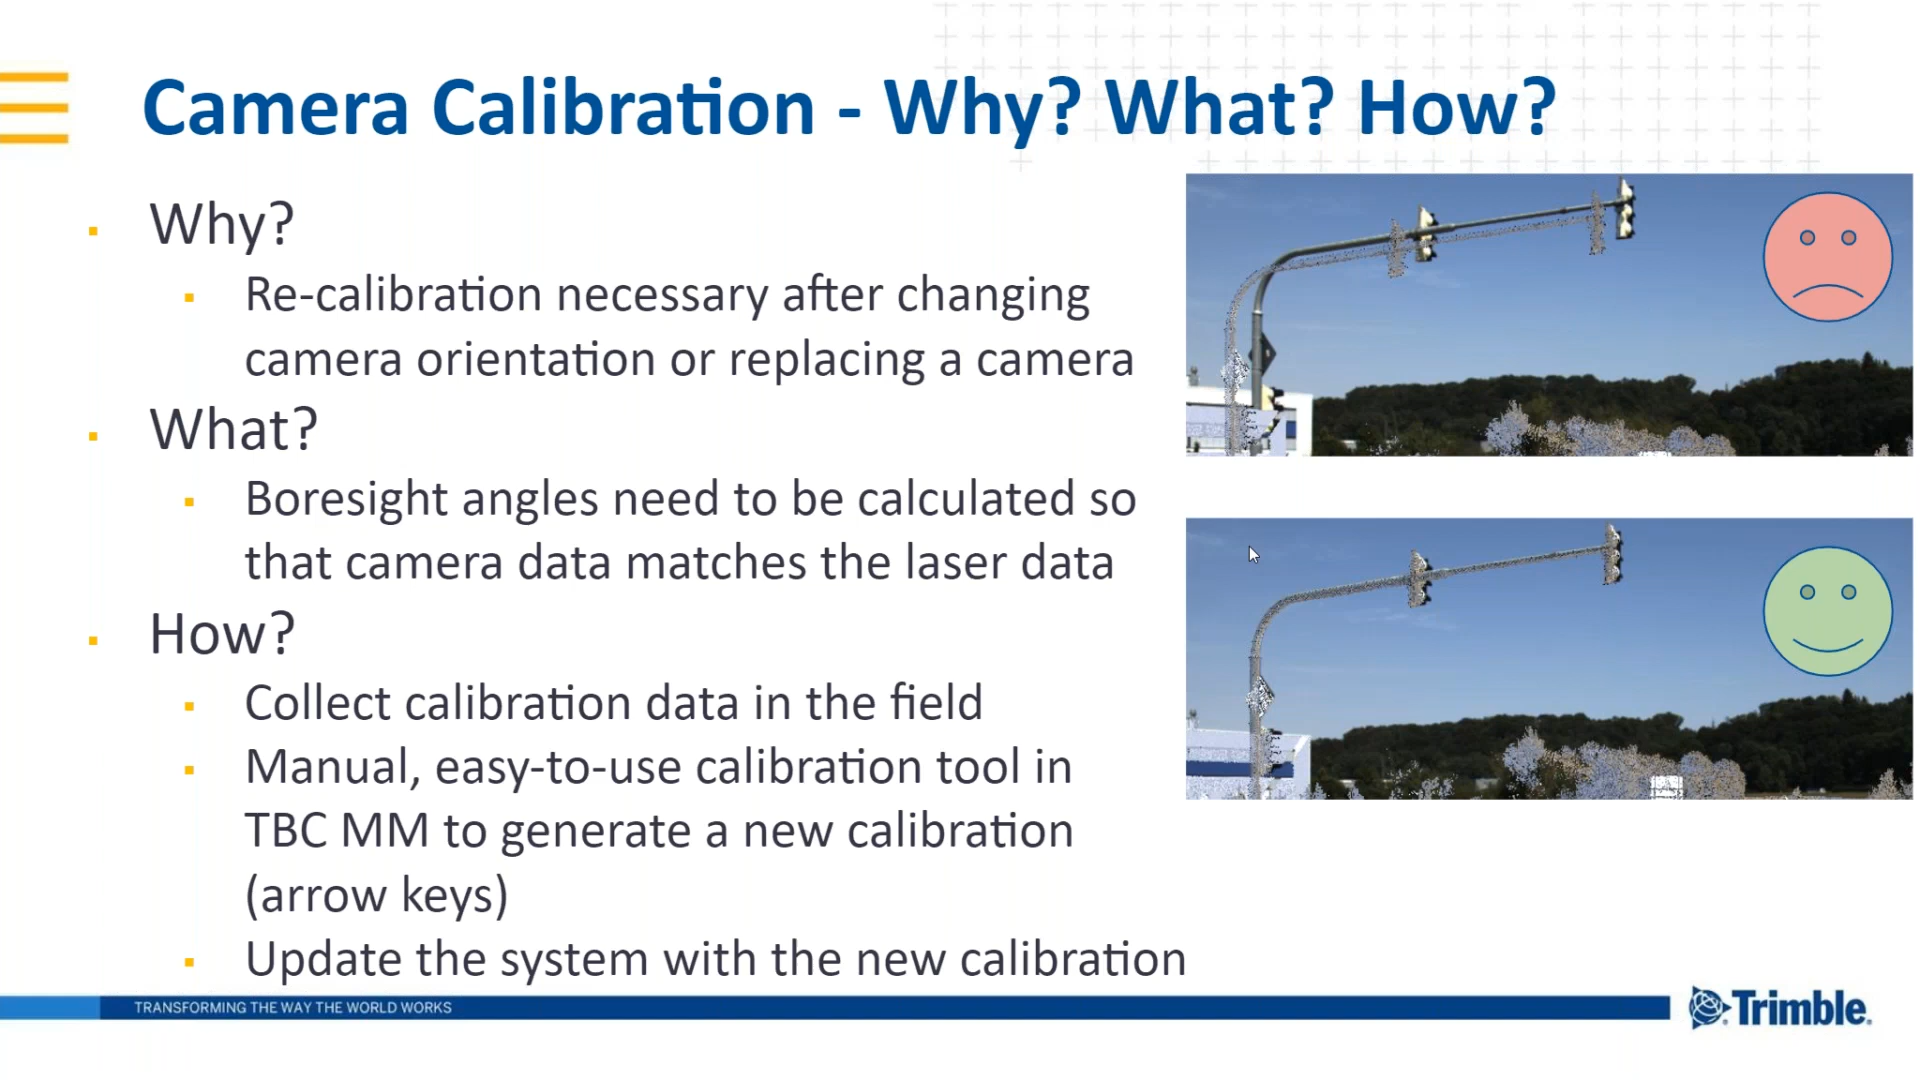 Camera Calibration - Why? What? How?
Why?
Re-calibration necessary after changing
camera orientation or replacing a camera
What?
Boresight angles need to be calculated so
that camera data matches the laser data
How?
Collect calibration data in the field
Manual, easy-to-use calibration tool in
TBC MM to generate a new calibration
(arrow keys)
Update the system with the new calibration
TRANSFORMING THE WAY THE WORLD WORKS
Trimble.